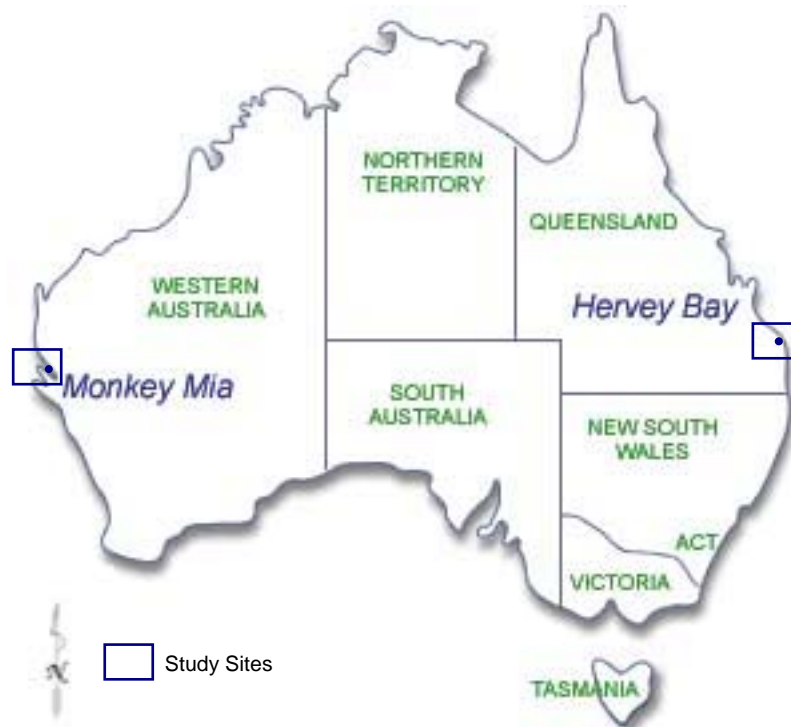 NORTHERN
TERRITORY
QUEENSLAND
WESTERN
AUSTRALIA
Hervey Bay
Monkey Mia
SOUTH
AUSTRALIA
NEW SOUTH
WALES
ACT
VICTORIA
N
Study Sites
TASMANIA